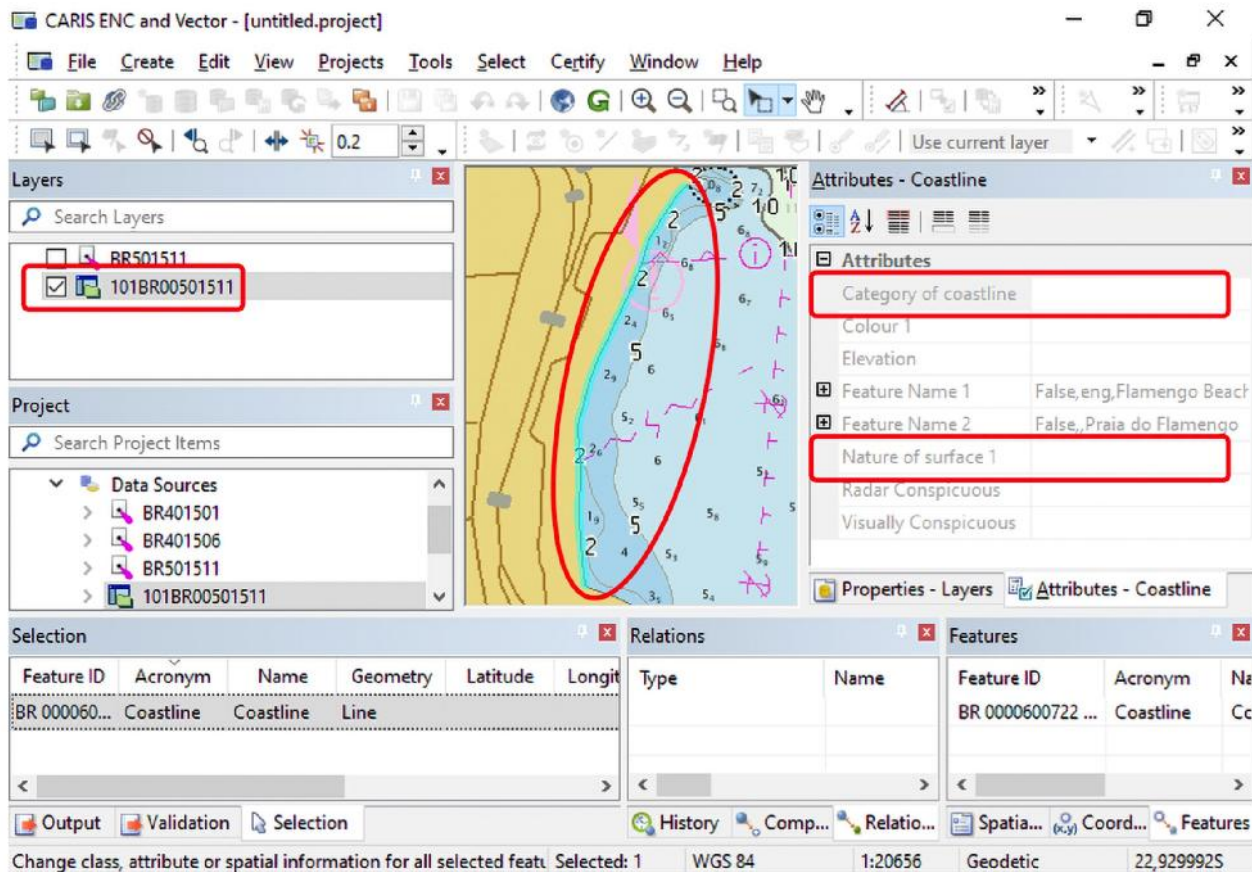 CARIS ENC and Vector - [untitled.project]
File Create Edit View Projects Tools Select Certify Window Help
0.2 Use current layer
Layers
Search Layers
BR501511
101BR00501511
Project
Search Project Items
Data Sources
BR401501
BR401506
BR501511
101BR00501511
Attributes - Coastline
Attributes
Category of coastline
Colour 1
Elevation
Feature Name 1 False,eng,Flamengo Beach
Feature Name 2 False,,Praia do Flamengo
Nature of surface 1
Radar Conspicuous
Visually Conspicuous
Properties - Layers Attributes - Coastline
Selection
Feature ID Acronym Name Geometry Latitude Longit
BR 000060... Coastline Coastline Line
Output Validation Selection
Relations
Type Name
History Comp... Relatio...
Features
Feature ID Acronym Na
BR 0000600722 ... Coastline Cc
Spatia... Coord... Features
Change class, attribute or spatial information for all selected featu Selected: 1 WGS 84 1:20656 Geodetic 22,929992S